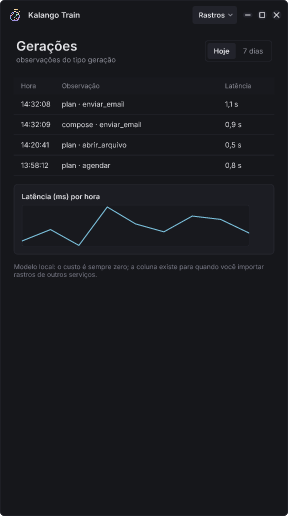 Kalango Train
Rastros
Gerações
observações do tipo geração
Hoje
7 dias
Hora Observação Latência
14:32:08 plan · enviar_email 1,1 s
14:32:09 compose · enviar_email 0,9 s
14:20:41 plan · abrir_arquivo 0,5 s
13:58:12 plan · agendar 0,8 s
Latência (ms) por hora
Modelo local: o custo é sempre zero; a coluna existe para quando você importar
rastros de outros serviços.